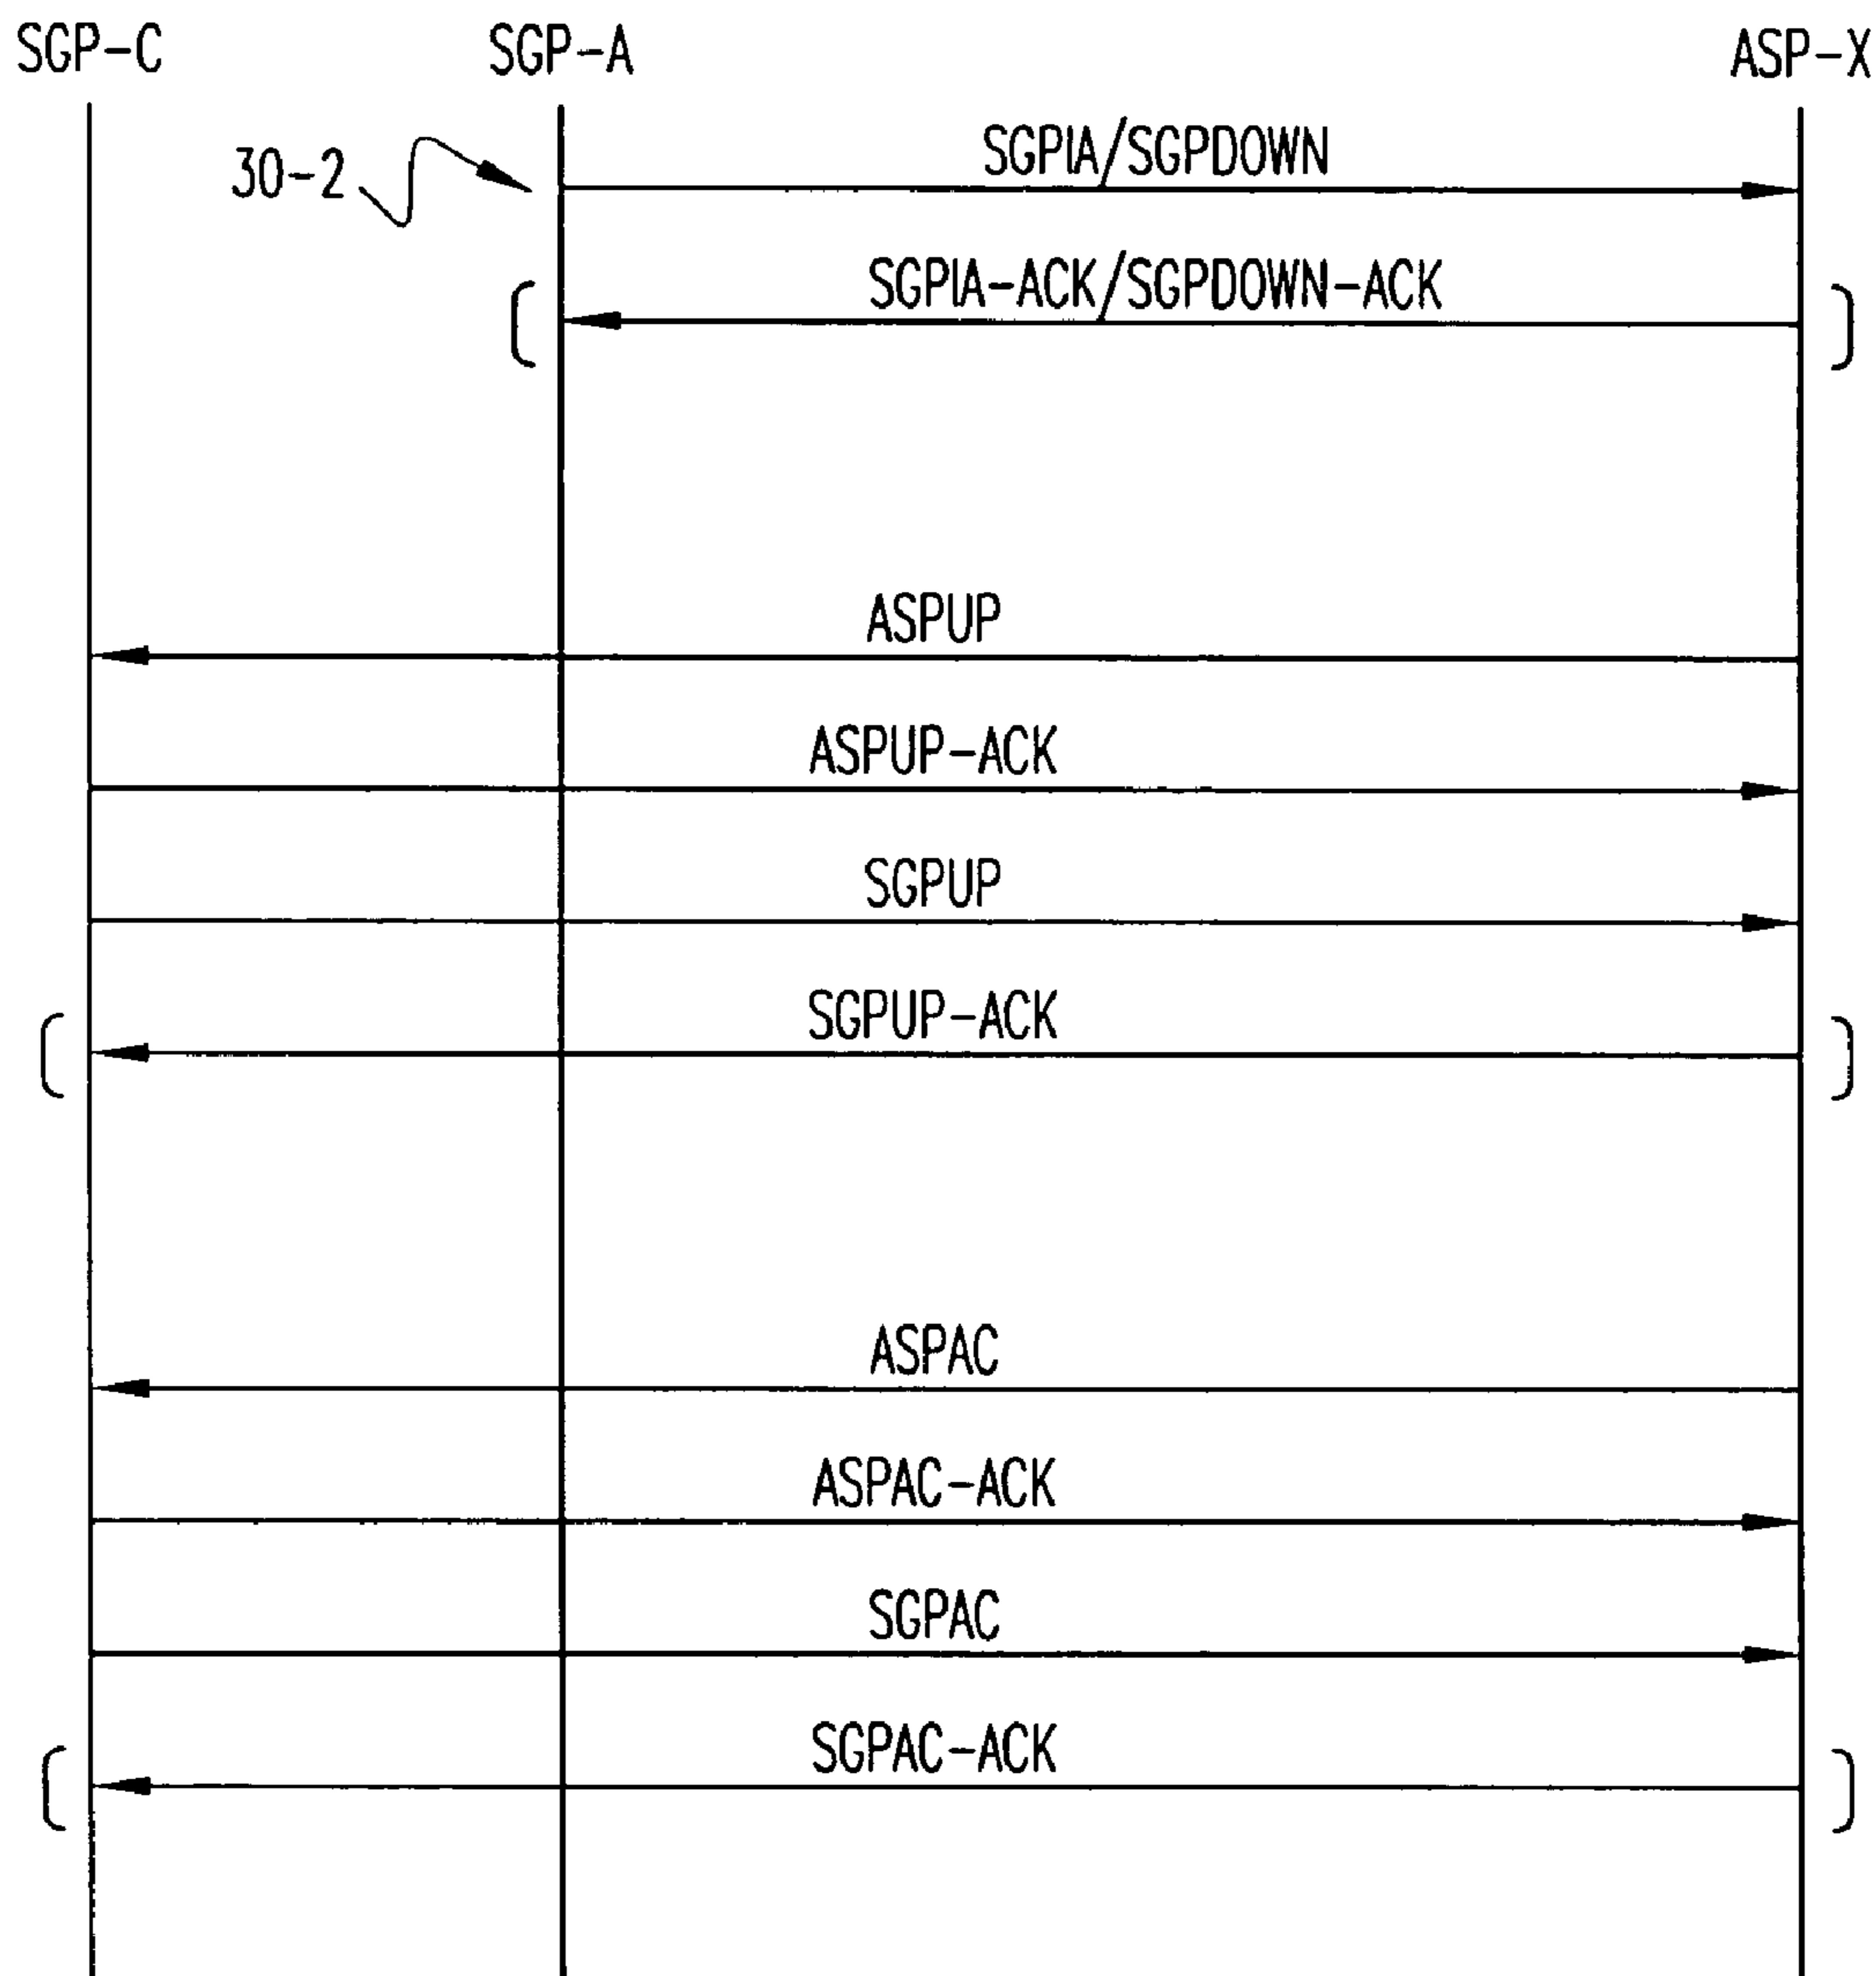 SGP-C SGP-A ASP-X
SGPIA/SGPDOWN
30-2
SGPIA-ACK/SGPDOWN-ACK
ASPUP
ASPUP-ACK
SGPUP
SGPUP-ACK
ASPAC
ASPAC-ACK
SGPAC
SGPAC-ACK